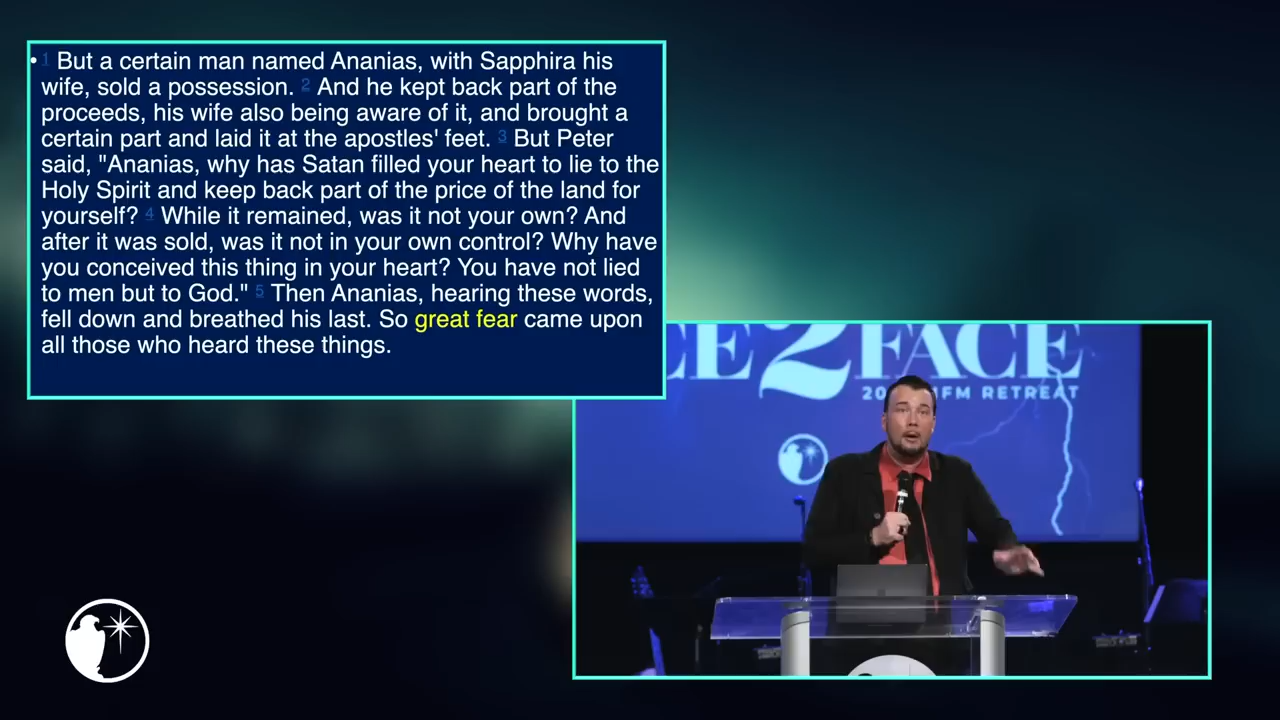 • 1 But a certain man named Ananias, with Sapphira his
wife, sold a possession. 2 And he kept back part of the
proceeds, his wife also being aware of it, and brought a
certain part and laid it at the apostles' feet. 3 But Peter
said, "Ananias, why has Satan filled your heart to lie to the
Holy Spirit and keep back part of the price of the land for
yourself? 4 While it remained, was it not your own? And
after it was sold, was it not in your own control? Why have
you conceived this thing in your heart? You have not lied
to men but to God." 5 Then Ananias, hearing these words,
fell down and breathed his last. So great fear came upon
all those who heard these things.
CE 2 FACE
RETREAT